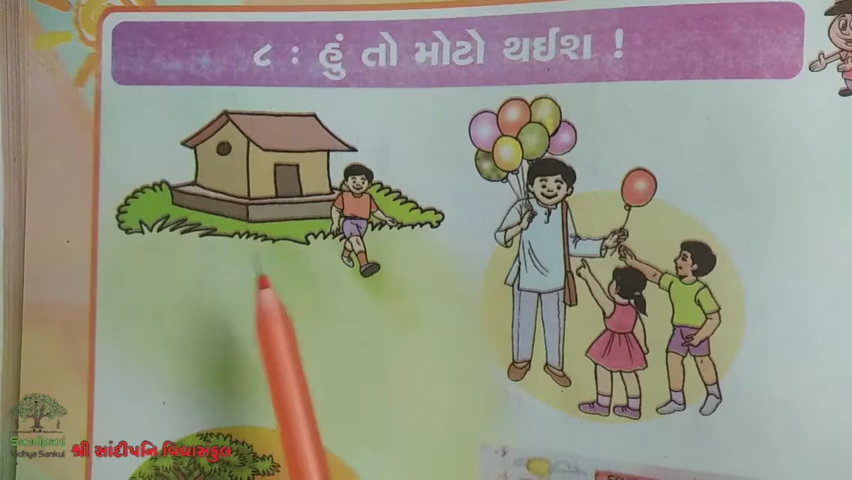 ૮ : હું તો મોટો થઈશ !
Sandipani
Vidhya Sankul
શ્રી સાંદીપનિ વિદ્યાસંકુલ